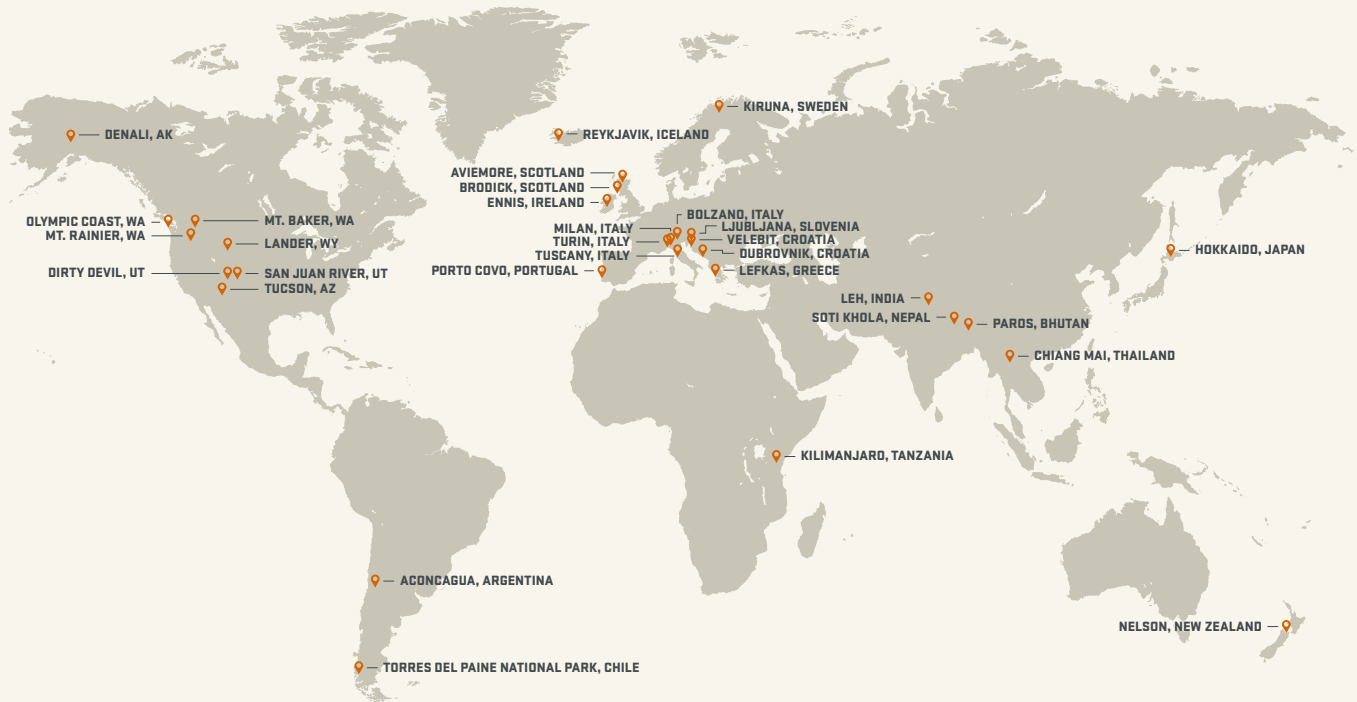 KIRUNA, SWEDEN
DENALI, AK
REYKJAVIK, ICELAND
AVIEMORE, SCOTLAND
BRODICK, SCOTLAND
ENNIS, IRELAND
BOLZANO, ITALY
OLYMPIC COAST, WA
MT. BAKER, WA
MILAN, ITALY
LJUBLJANA, SLOVENIA
MT. RAINIER, WA
LANDER, WY
TURIN, ITALY
VELEBIT, CROATIA
TUSCANY, ITALY
DUBROVNIK, CROATIA
HOKKAIDO, JAPAN
DIRTY DEVIL, UT
SAN JUAN RIVER, UT
PORTO COVO, PORTUGAL
LEFKAS, GREECE
TUCSON, AZ
LEH, INDIA
SOTI KHOLA, NEPAL
PAROS, BHUTAN
CHIANG MAI, THAILAND
KILIMANJARO, TANZANIA
ACONCAGUA, ARGENTINA
NELSON, NEW ZEALAND
TORRES DEL PAINE NATIONAL PARK, CHILE